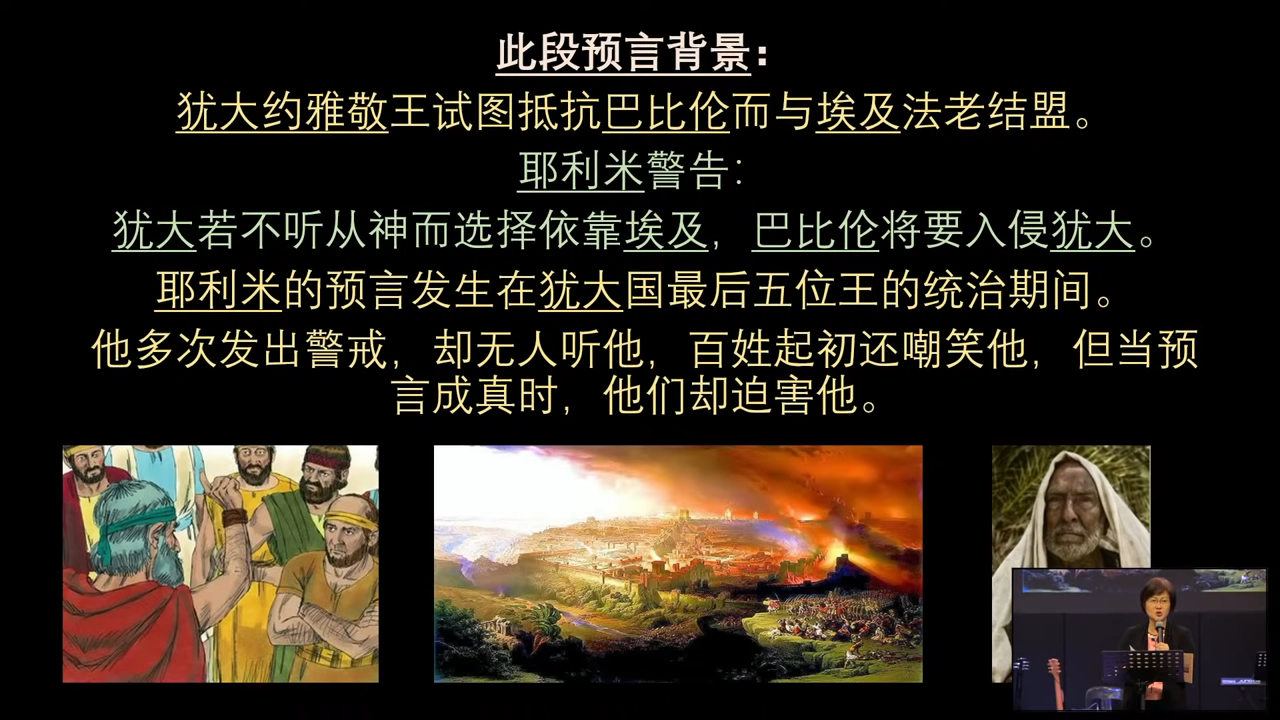 此段预言背景：
犹大约雅敬王试图抵抗巴比伦而与埃及法老结盟。
耶利米警告：
犹大若不听从神而选择依靠埃及，巴比伦将要入侵犹大。
耶利米的预言发生在犹大国最后五位王的统治期间。
他多次发出警戒，却无人听他，百姓起初还嘲笑他，但当预
言成真时，他们却迫害他。